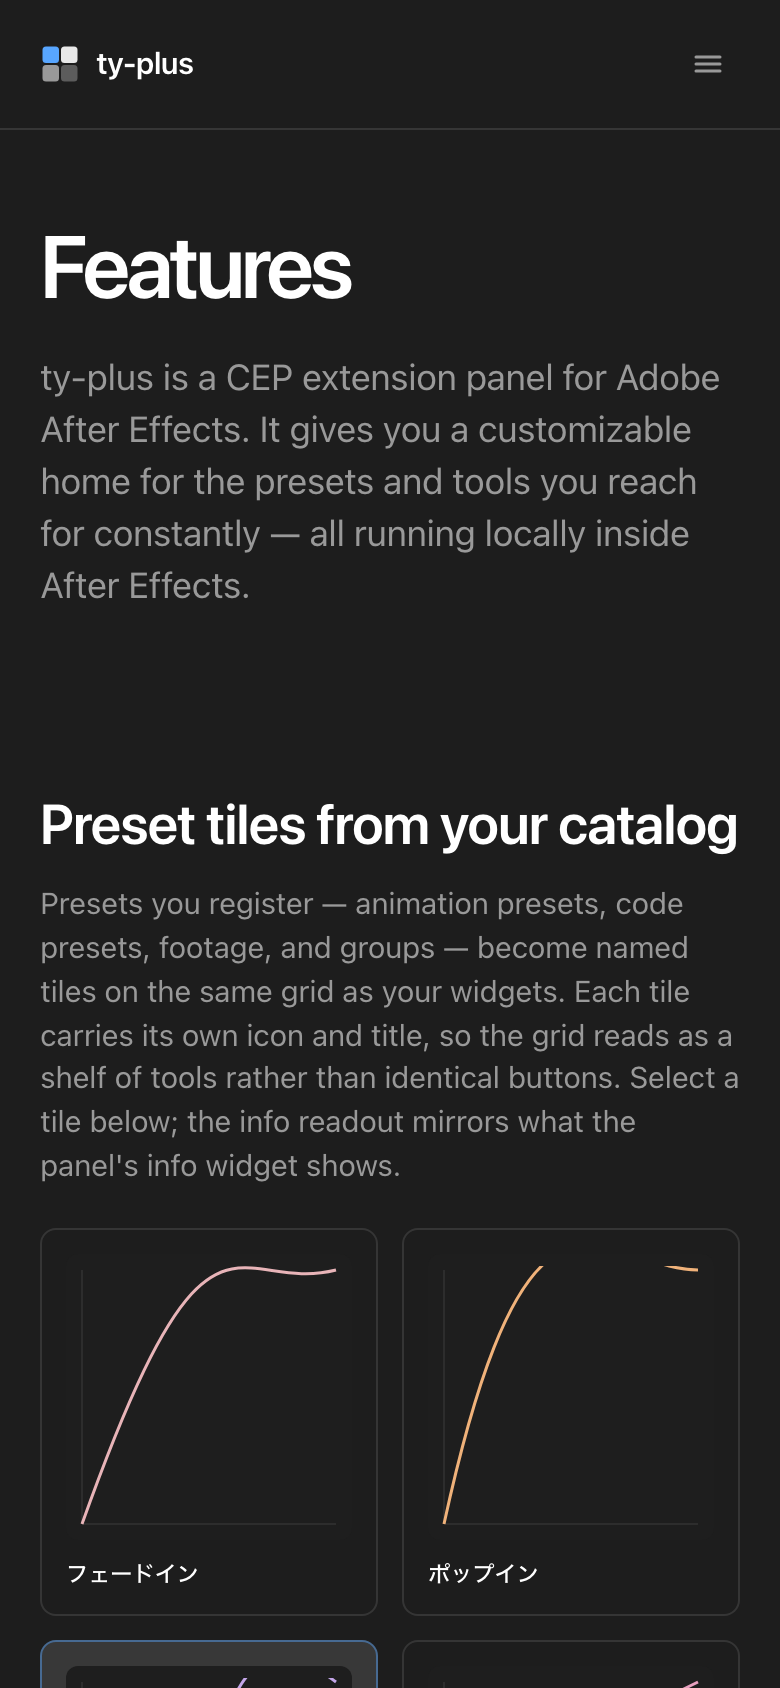 ty-plus
Features
ty-plus is a CEP extension panel for Adobe
After Effects. It gives you a customizable
home for the presets and tools you reach
for constantly — all running locally inside
After Effects.
Preset tiles from your catalog
Presets you register — animation presets, code
presets, footage, and groups — become named
tiles on the same grid as your widgets. Each tile
carries its own icon and title, so the grid reads as a
shelf of tools rather than identical buttons. Select a
tile below; the info readout mirrors what the
panel's info widget shows.
フェードイン
ポップイン